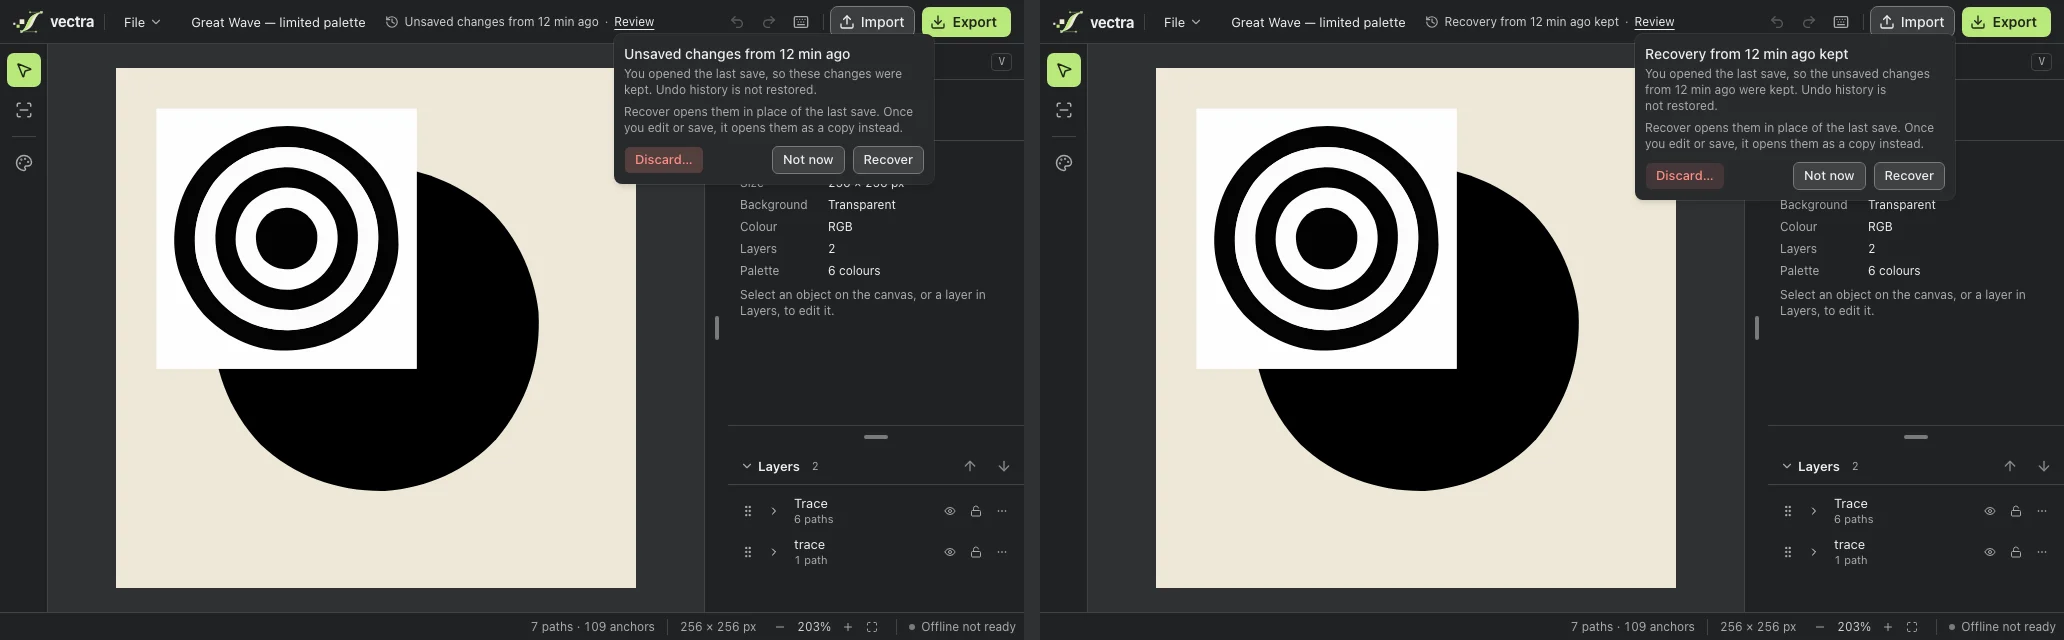 vectra File Great Wave — limited palette Unsaved changes from 12 min ago · Review Import Export
Unsaved changes from 12 min ago
You opened the last save, so these changes were
kept. Undo history is not restored.
Recover opens them in place of the last save. Once
you edit or save, it opens them as a copy instead.
Discard... Not now Recover
V
Size 256 × 256 px
Background Transparent
Colour RGB
Layers 2
Palette 6 colours
Select an object on the canvas, or a layer in
Layers, to edit it.
Layers 2
Trace
6 paths
trace
1 path
7 paths · 109 anchors 256 × 256 px − 203% + Offline not ready
vectra File Great Wave — limited palette Recovery from 12 min ago kept · Review Import Export
Recovery from 12 min ago kept
You opened the last save, so the unsaved changes
from 12 min ago were kept. Undo history is
not restored.
Recover opens them in place of the last save. Once
you edit or save, it opens them as a copy instead.
Discard... Not now Recover
V
Background Transparent
Colour RGB
Layers 2
Palette 6 colours
Select an object on the canvas, or a layer in
Layers, to edit it.
Layers 2
Trace
6 paths
trace
1 path
7 paths · 109 anchors 256 × 256 px − 203% + Offline not ready